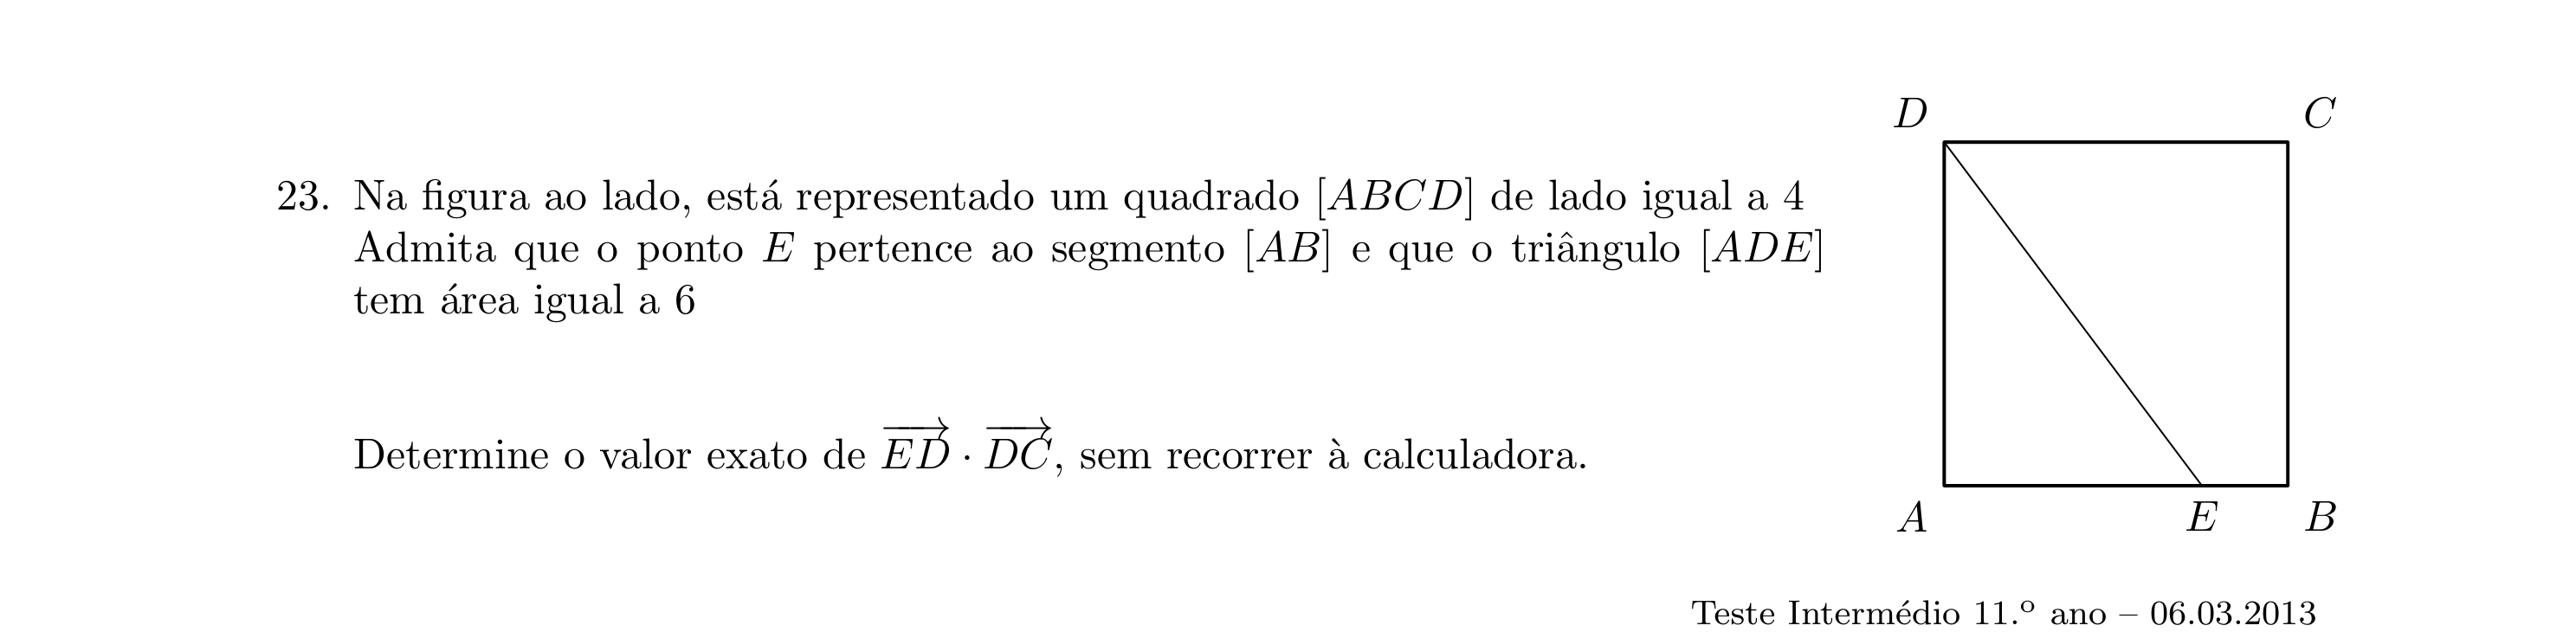 D C
23. Na figura ao lado, está representado um quadrado [ABCD] de lado igual a 4
Admita que o ponto E pertence ao segmento [AB] e que o triângulo [ADE]
tem área igual a 6
Determine o valor exato de $\overrightarrow{ED} \cdot \overrightarrow{DC}$, sem recorrer à calculadora.
A E B
Teste Intermédio 11.º ano – 06.03.2013